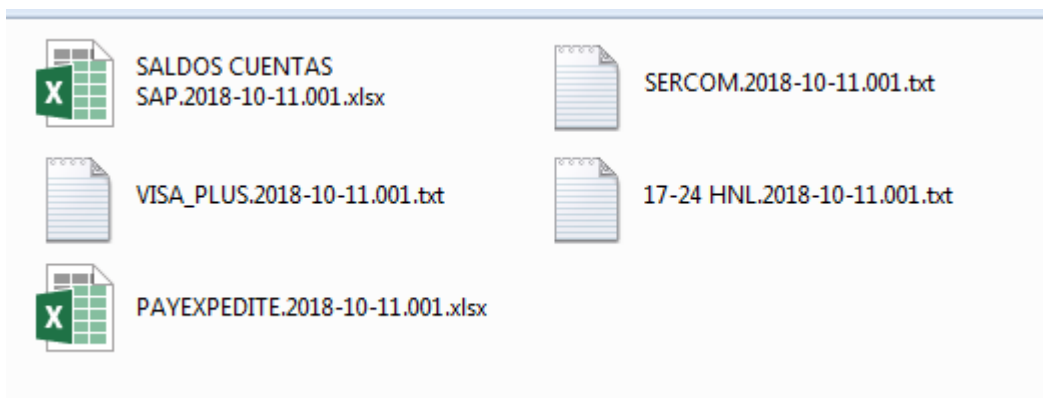 SALDOS CUENTAS
SAP.2018-10-11.001.xlsx
SERCOM.2018-10-11.001.txt
VISA_PLUS.2018-10-11.001.txt
17-24 HNL.2018-10-11.001.txt
PAYEXPEDITE.2018-10-11.001.xlsx